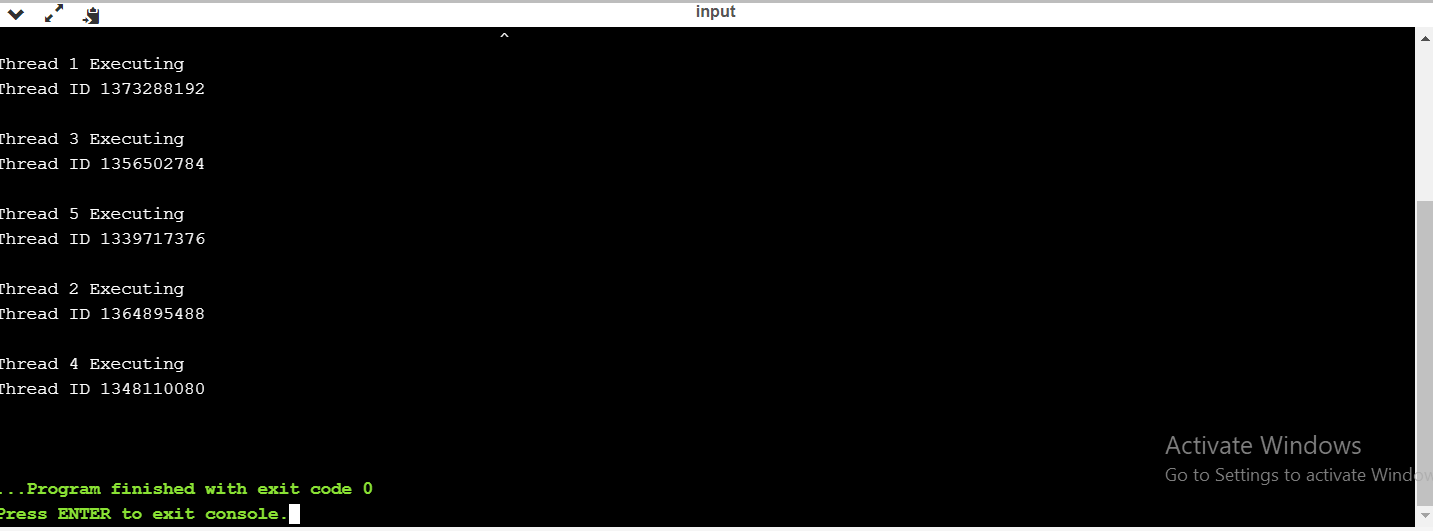 input
^
Thread 1 Executing
Thread ID 1373288192
Thread 3 Executing
Thread ID 1356502784
Thread 5 Executing
Thread ID 1339717376
Thread 2 Executing
Thread ID 1364895488
Thread 4 Executing
Thread ID 1348110080
Activate Windows
Go to Settings to activate Windows
...Program finished with exit code 0
Press ENTER to exit console.